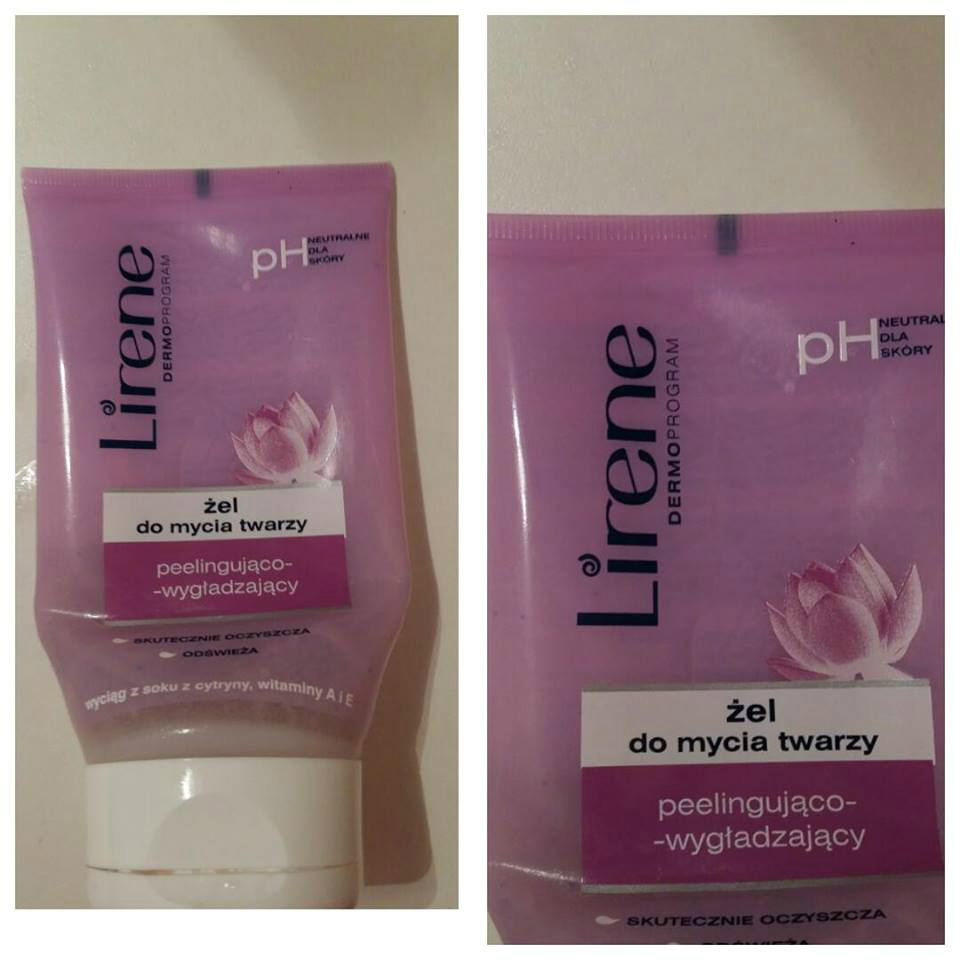 Lirene
DERMOPROGRAM
pH
NEUTRALNE
DLA
SKÓRY
żel
do mycia twarzy
peelingująco-
-wygładzający
SKUTECZNIE OCZYSZCZA
ODŚWIEŻA
wyciąg z soku z cytryny, witaminy A i E
Lirene
DERMOPROGRAM
pH
NEUTRAL
DLA
SKÓRY
żel
do mycia twarzy
peelingująco-
-wygładzający
SKUTECZNIE OCZYSZCZA
ODŚWIEŻA